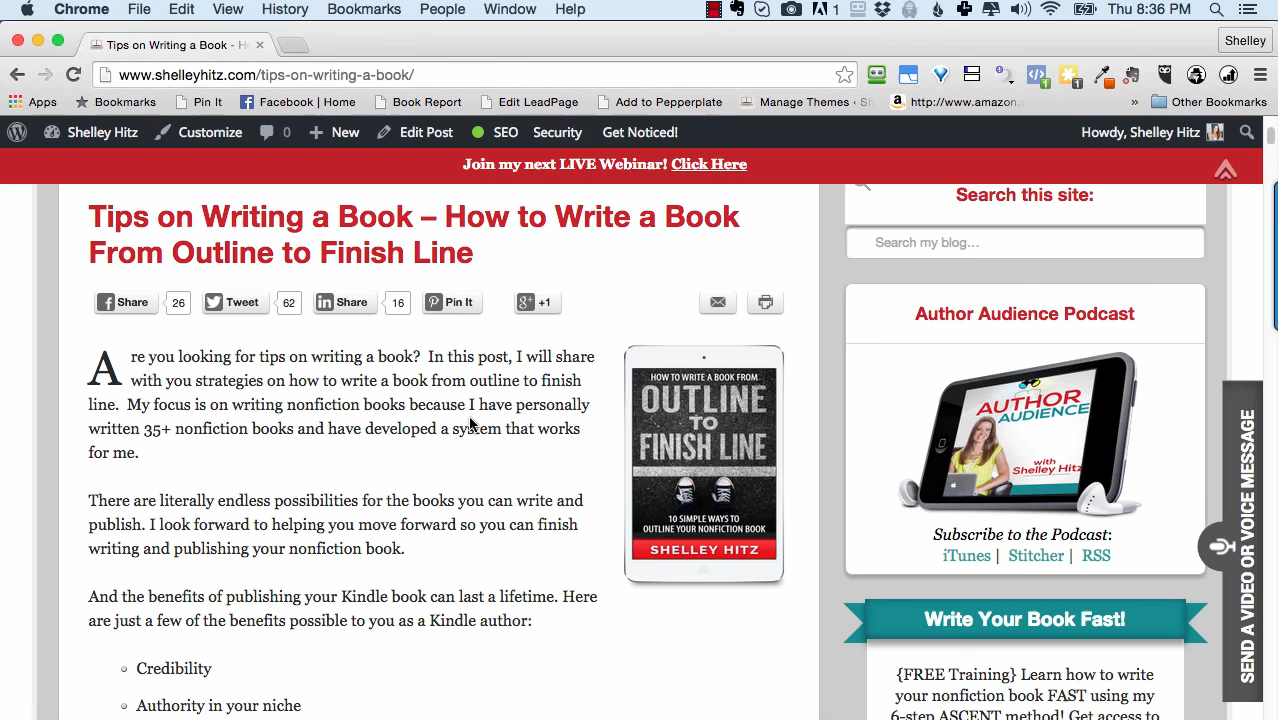 Chrome File Edit View History Bookmarks People Window Help 1 Thu 8:36 PM
Tips on Writing a Book - Ho Shelley
www.shelleyhitz.com/tips-on-writing-a-book/
Apps Bookmarks Pin It Facebook | Home Book Report Edit LeadPage Add to Pepperplate Manage Themes ‹ S http://www.amazon. » Other Bookmarks
Shelley Hitz Customize 0 New Edit Post SEO Security Get Noticed! Howdy, Shelley Hitz
Join my next LIVE Webinar! Click Here
Tips on Writing a Book – How to Write a Book
From Outline to Finish Line
Share 26 Tweet 62 Share 16 Pin It +1
Are you looking for tips on writing a book? In this post, I will share
with you strategies on how to write a book from outline to finish
line. My focus is on writing nonfiction books because I have personally
written 35+ nonfiction books and have developed a system that works
for me.
There are literally endless possibilities for the books you can write and
publish. I look forward to helping you move forward so you can finish
writing and publishing your nonfiction book.
And the benefits of publishing your Kindle book can last a lifetime. Here
are just a few of the benefits possible to you as a Kindle author:
Credibility
Authority in your niche
HOW TO WRITE A BOOK FROM
OUTLINE
TO
FINISH LINE
10 SIMPLE WAYS TO
OUTLINE YOUR NONFICTION BOOK
SHELLEY HITZ
Search this site:
Search my blog…
Author Audience Podcast
AUTHOR
AUDIENCE
with
Shelley Hitz
Subscribe to the Podcast:
iTunes | Stitcher | RSS
Write Your Book Fast!
{FREE Training} Learn how to write
your nonfiction book FAST using my
6-step ASCENT method! Get access to
SEND A VIDEO OR VOICE MESSAGE